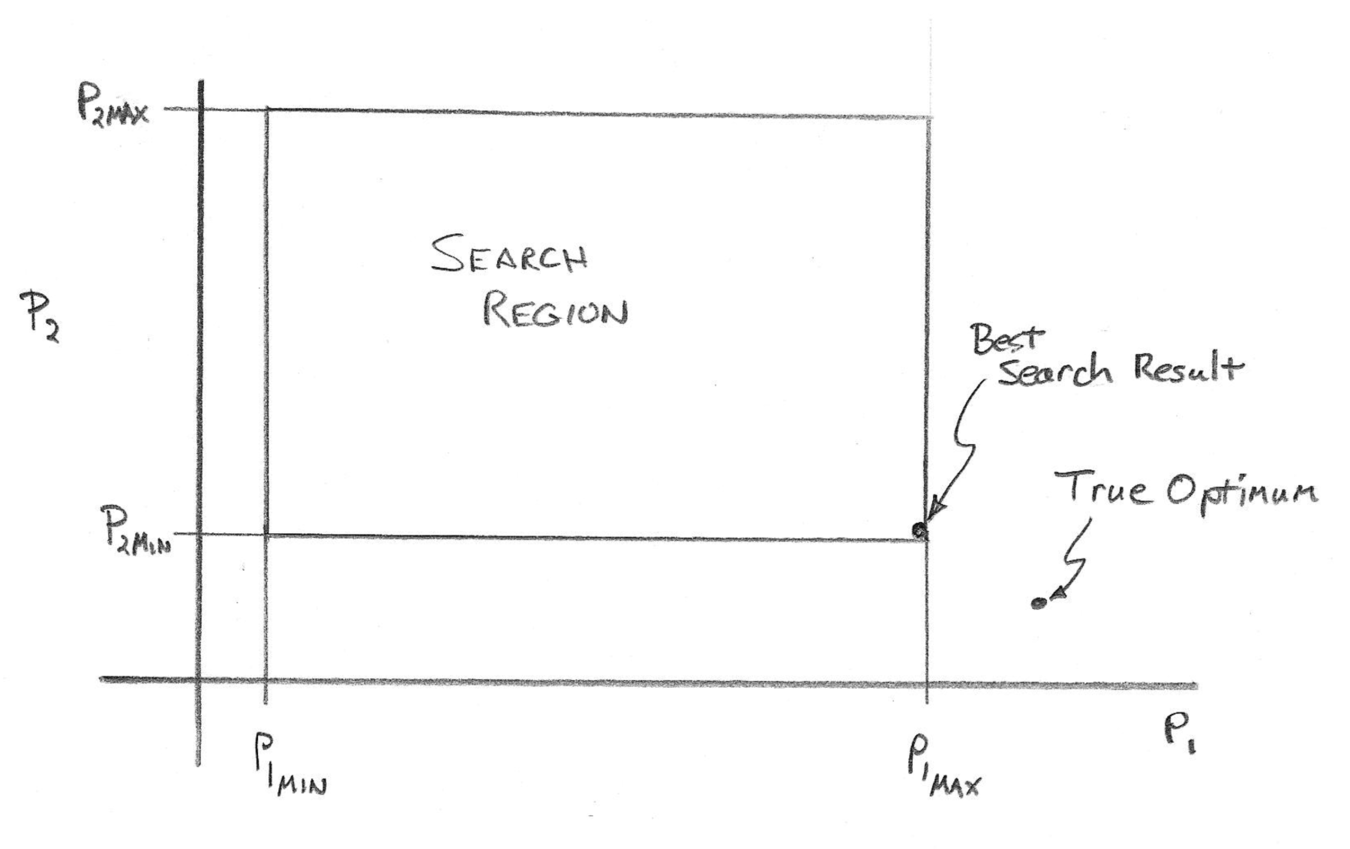 P₂MAX
SEARCH
REGION
P₂
Best
Search Result
True Optimum
P₂MIN
P₁
P₁MIN
P₁MAX